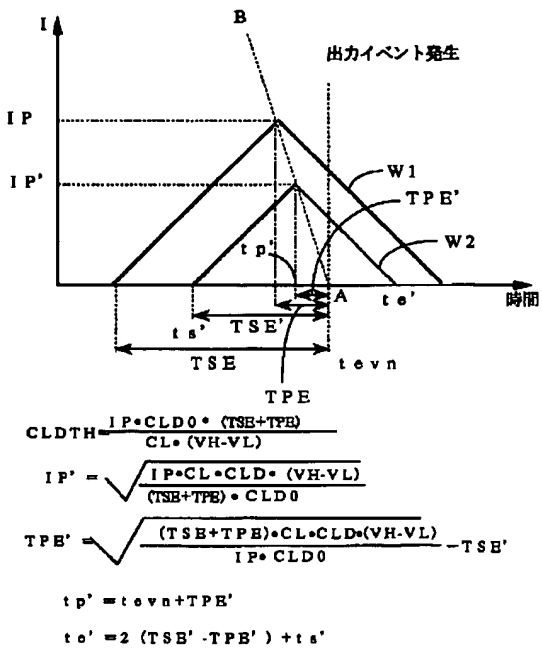 I
B
出力イベント発生
IP
IP'
W1
TPE'
W2
tp'
A
te'
時間
ts'
TSE'
TSE
tevn
TPE
CLDTH=IP•CLD0•(TSE+TPE)
CL•(VH-VL)
IP'=√IP•CL•CLD•(VH-VL)
(TSE+TPE)•CLD0
TPE'=√(TSE+TPE)•CL•CLD•(VH-VL)
IP•CLD0 -TSE'
tp'=tevn+TPE'
te'=2(TSE'-TPE')+ts'